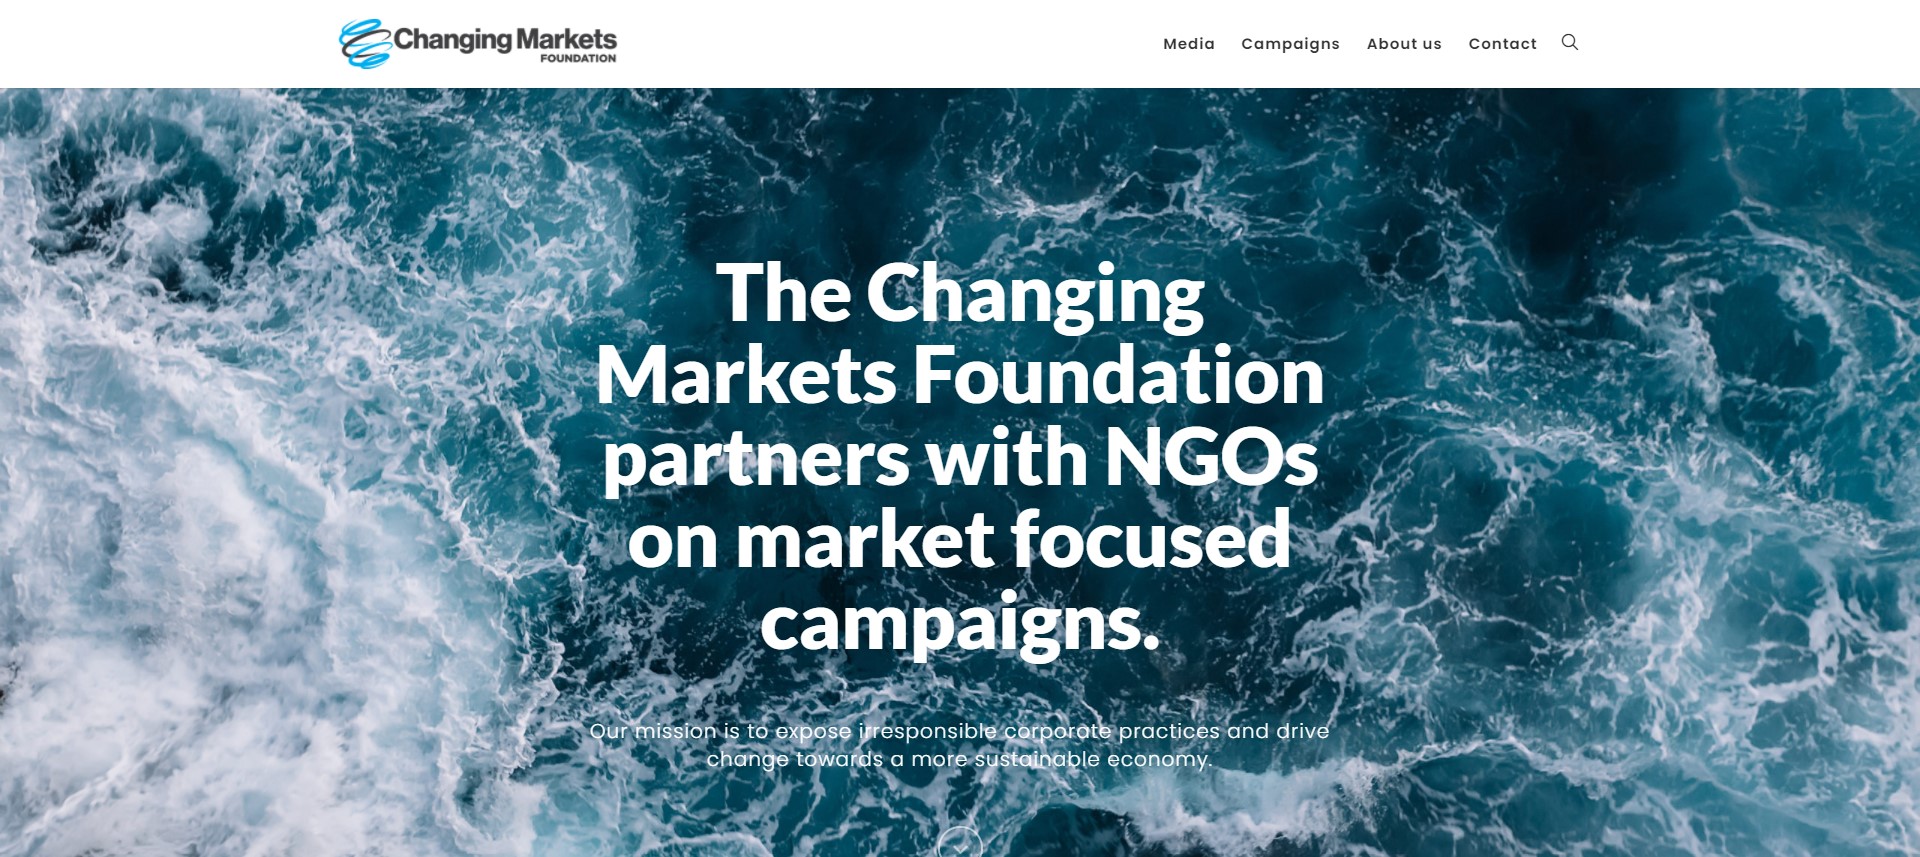 Changing Markets
FOUNDATION
Media Campaigns About us Contact
The Changing
Markets Foundation
partners with NGOs
on market focused
campaigns.
Our mission is to expose irresponsible corporate practices and drive
change towards a more sustainable economy.